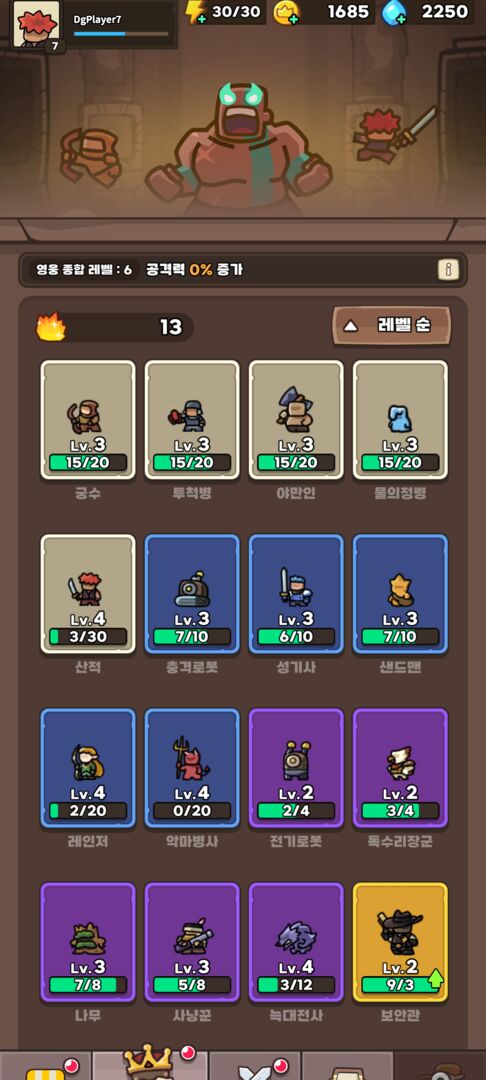 DgPlayer7
7
30/30
1685
2250
영웅 종합 레벨 : 6 공격력 0% 증가
i
13
레벨 순
Lv.3 Lv.3 Lv.3 Lv.3
15/20 15/20 15/20 15/20
궁수 투척병 야만인 물의정령
Lv.4 Lv.3 Lv.3 Lv.3
3/30 7/10 6/10 7/10
산적 충격로봇 성기사 샌드맨
Lv.4 Lv.4 Lv.2 Lv.2
2/20 0/20 2/4 3/4
레인저 악마병사 전기로봇 독수리장군
Lv.3 Lv.3 Lv.4 Lv.2
7/8 5/8 3/12 9/3
나무 사냥꾼 늑대전사 보안관